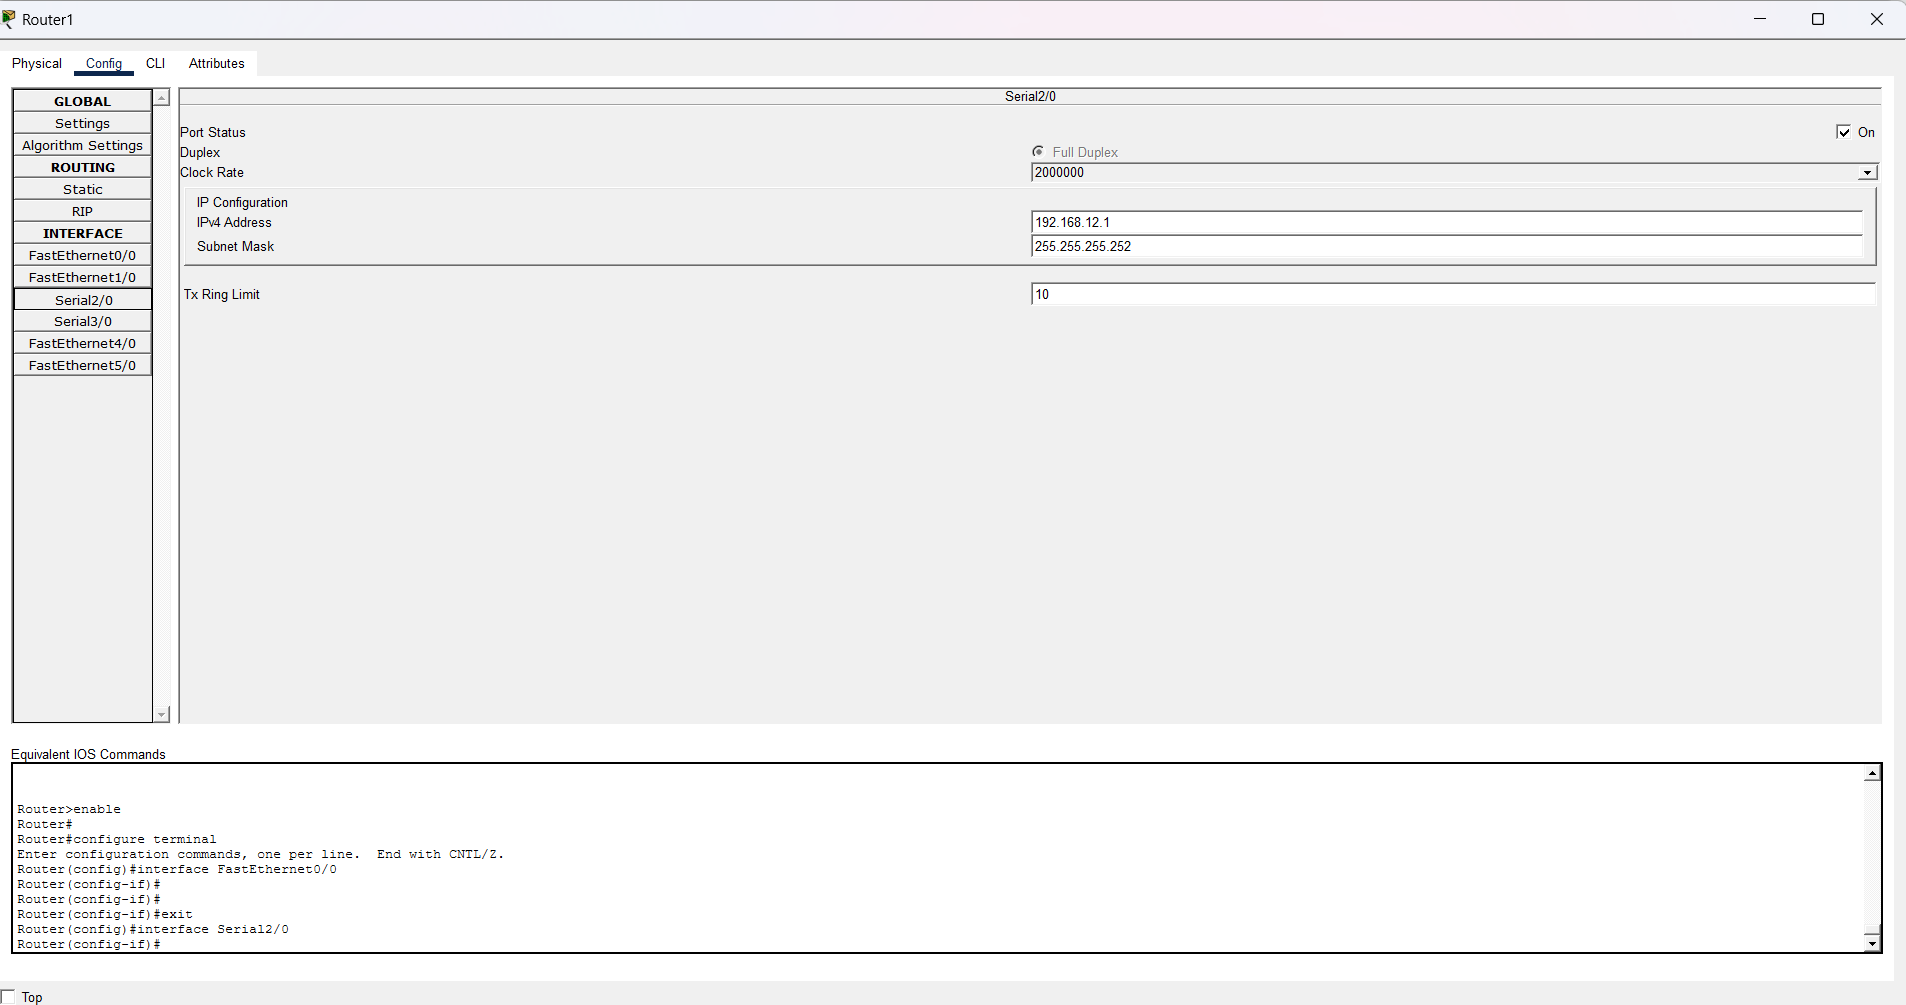 Router1
Physical Config CLI Attributes
GLOBAL
Settings
Algorithm Settings
ROUTING
Static
RIP
INTERFACE
FastEthernet0/0
FastEthernet1/0
Serial2/0
Serial3/0
FastEthernet4/0
FastEthernet5/0
Serial2/0
Port Status On
Duplex Full Duplex
Clock Rate 2000000
IP Configuration
IPv4 Address 192.168.12.1
Subnet Mask 255.255.255.252
Tx Ring Limit 10
Equivalent IOS Commands
Router>enable
Router#
Router#configure terminal
Enter configuration commands, one per line.  End with CNTL/Z.
Router(config)#interface FastEthernet0/0
Router(config-if)#
Router(config-if)#
Router(config-if)#exit
Router(config)#interface Serial2/0
Router(config-if)#
Top